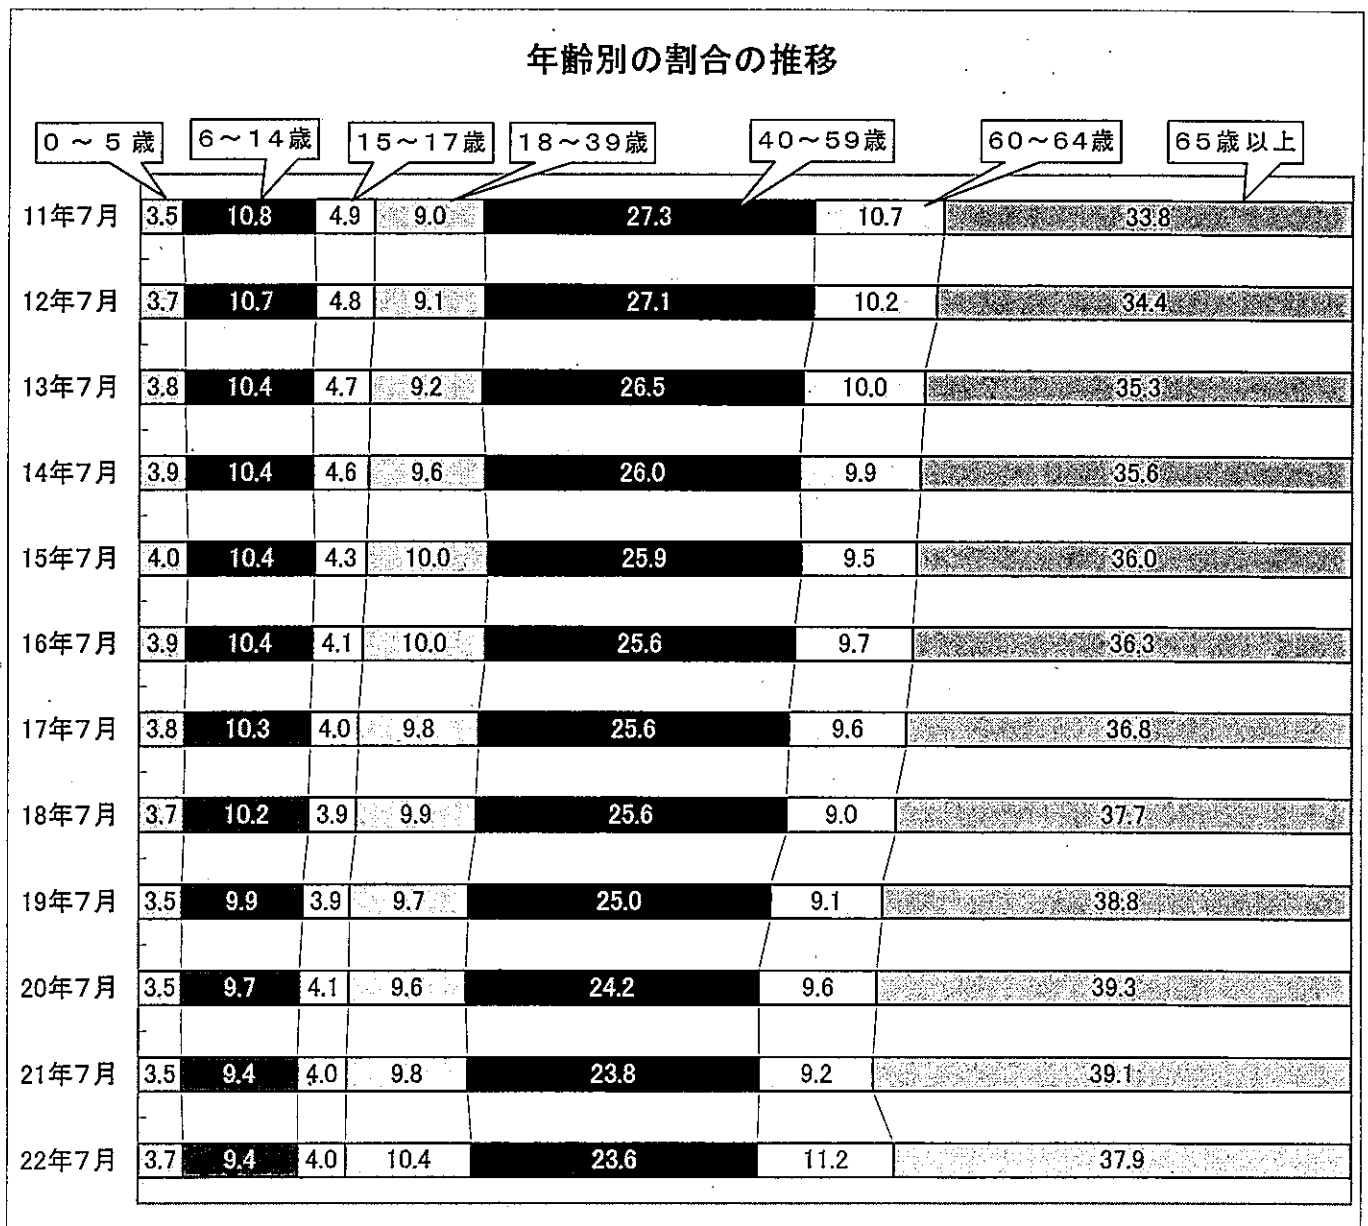 年齢別の割合の推移
0～5歳 6～14歳 15～17歳 18～39歳 40～59歳 60～64歳 65歳以上
11年7月 3.5 10.8 4.9 9.0 27.3 10.7 33.8
12年7月 3.7 10.7 4.8 9.1 27.1 10.2 34.4
13年7月 3.8 10.4 4.7 9.2 26.5 10.0 35.3
14年7月 3.9 10.4 4.6 9.6 26.0 9.9 35.6
15年7月 4.0 10.4 4.3 10.0 25.9 9.5 36.0
16年7月 3.9 10.4 4.1 10.0 25.6 9.7 36.3
17年7月 3.8 10.3 4.0 9.8 25.6 9.6 36.8
18年7月 3.7 10.2 3.9 9.9 25.6 9.0 37.7
19年7月 3.5 9.9 3.9 9.7 25.0 9.1 38.8
20年7月 3.5 9.7 4.1 9.6 24.2 9.6 39.3
21年7月 3.5 9.4 4.0 9.8 23.8 9.2 39.1
22年7月 3.7 9.4 4.0 10.4 23.6 11.2 37.9